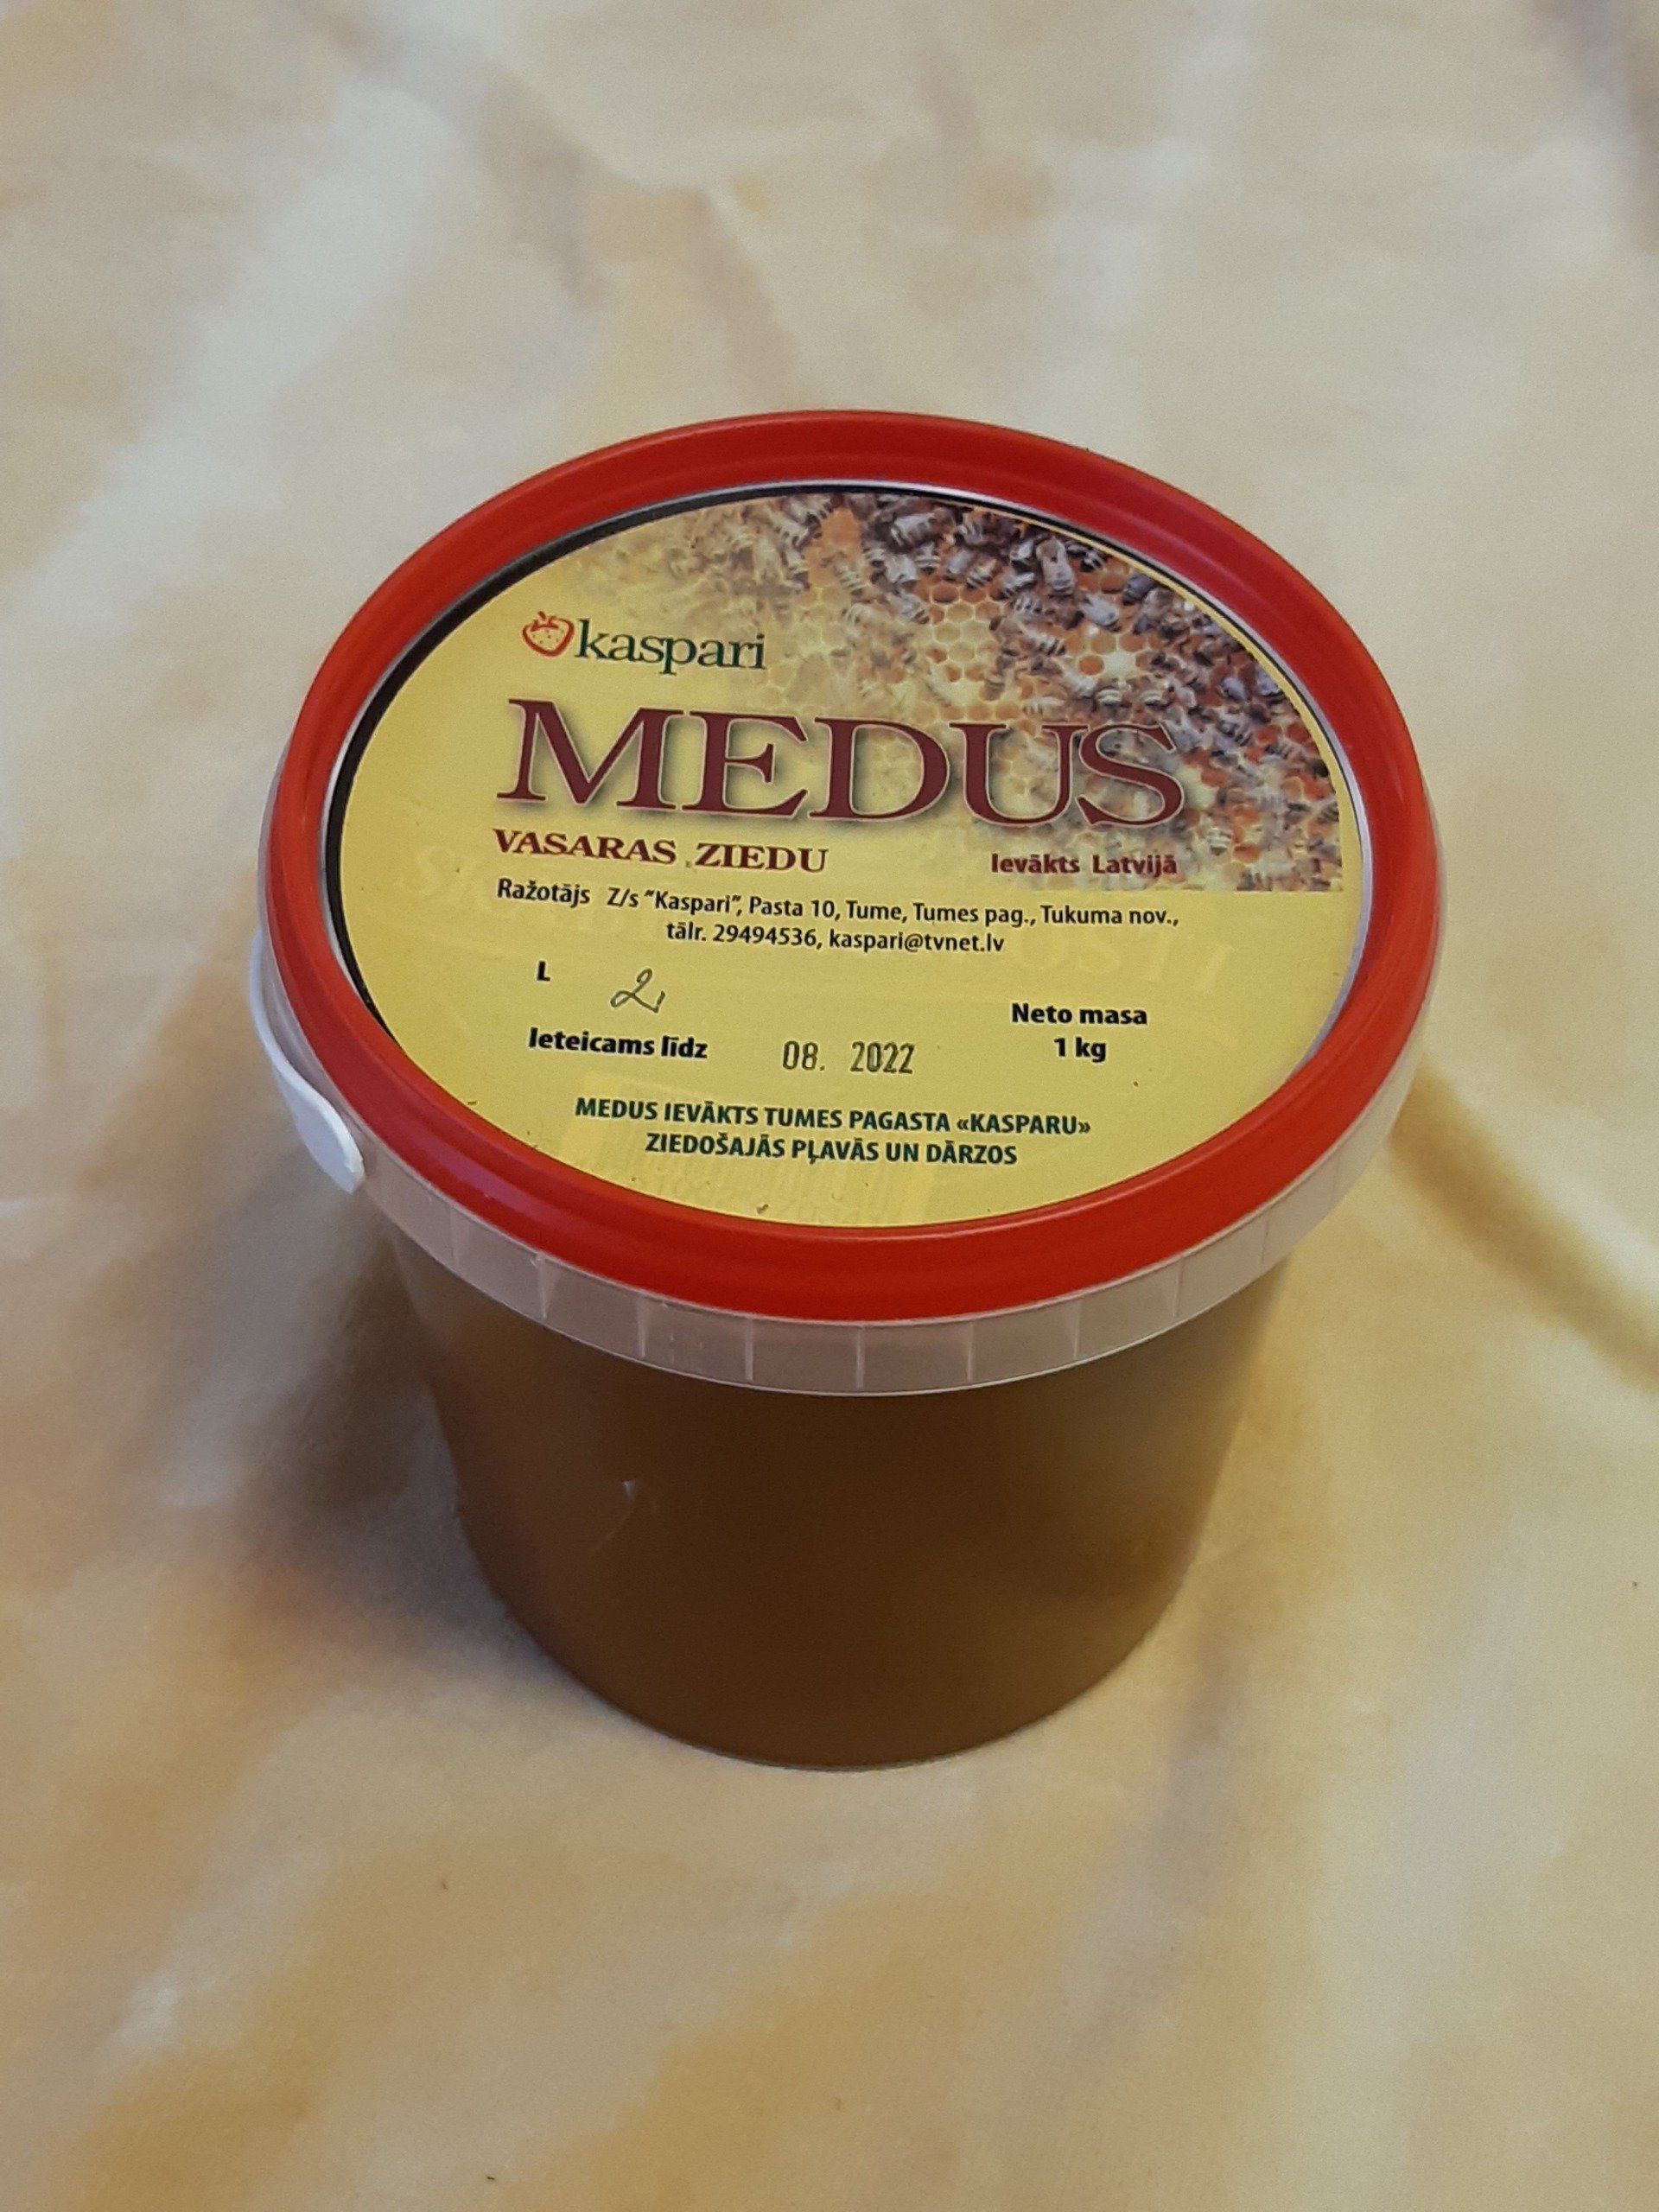 kaspari
MEDUS
VASARAS ZIEDU Ievākts Latvijā
Ražotājs Z/s "Kaspari", Pasta 10, Tume, Tumes pag., Tukuma nov.,
tālr. 29494536, kaspari@tvnet.lv
L 2,
Neto masa
Ieteicams līdz 08. 2022 1 kg
MEDUS IEVĀKTS TUMES PAGASTA «KASPARU»
ZIEDOŠAJĀS PĻAVĀS UN DĀRZOS